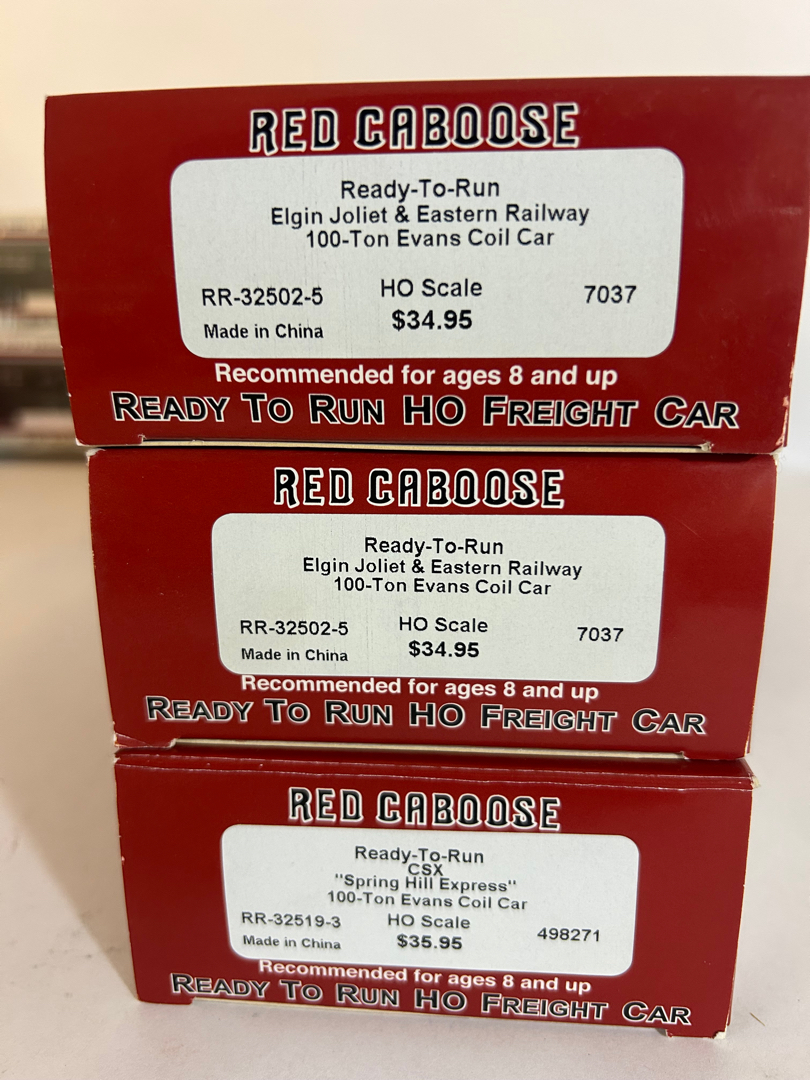 RED CABOOSE
Ready-To-Run
Elgin Joliet & Eastern Railway
100-Ton Evans Coil Car
RR-32502-5 HO Scale 7037
Made in China $34.95
Recommended for ages 8 and up
READY TO RUN HO FREIGHT CAR
RED CABOOSE
Ready-To-Run
Elgin Joliet & Eastern Railway
100-Ton Evans Coil Car
RR-32502-5 HO Scale 7037
Made in China $34.95
Recommended for ages 8 and up
READY TO RUN HO FREIGHT CAR
RED CABOOSE
Ready-To-Run
CSX
"Spring Hill Express"
100-Ton Evans Coil Car
RR-32519-3 HO Scale 498271
Made in China $35.95
Recommended for ages 8 and up
READY TO RUN HO FREIGHT CAR